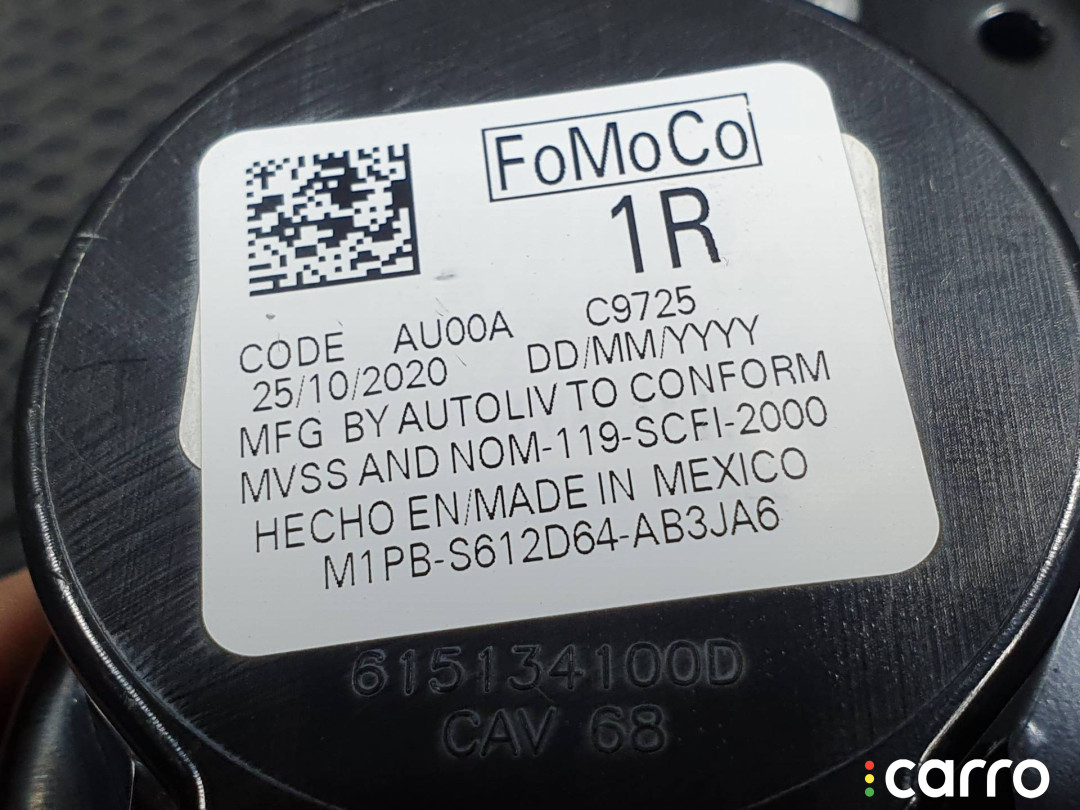 FoMoCo
1R
CODE AU00A C9725
25/10/2020 DD/MM/YYYY
MFG BY AUTOLIV TO CONFORM
MVSS AND NOM-119-SCFI-2000
HECHO EN/MADE IN MEXICO
M1PB-S612D64-AB3JA6
615134100D
CAV 68
carro